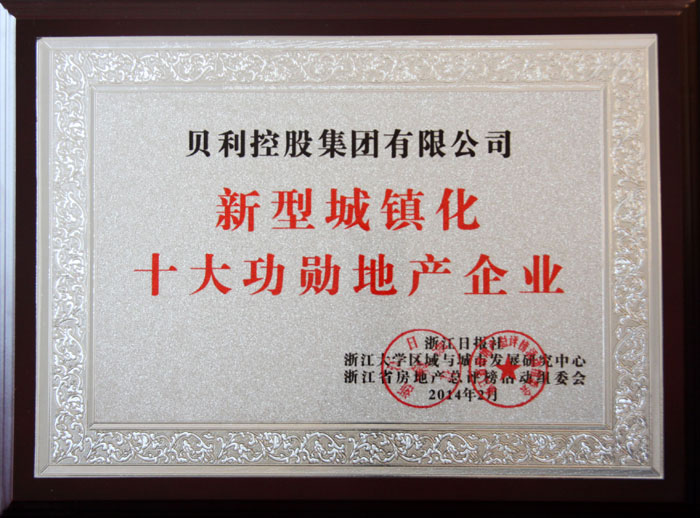 贝利控股集团有限公司
新型城镇化
十大功勋地产企业
浙江日报社
浙江大学区域与城市发展研究中心
浙江省房地产总评榜活动组委会
2014年2月